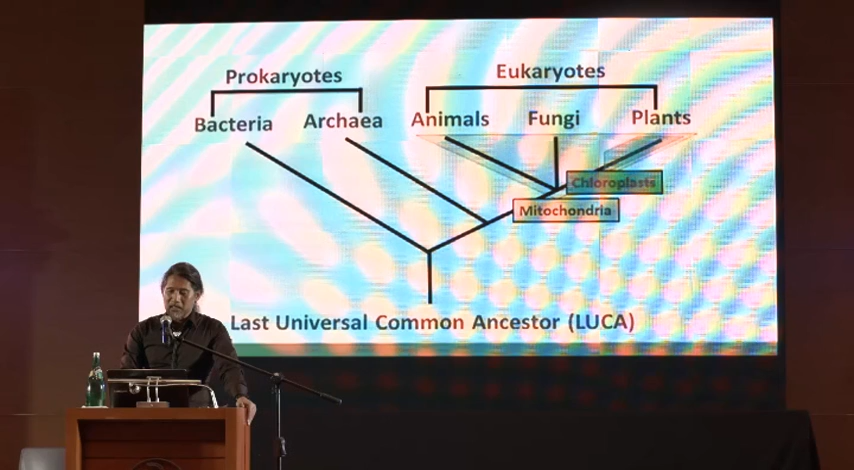 Prokaryotes
Eukaryotes
Bacteria
Archaea
Animals
Fungi
Plants
Chloroplasts
Mitochondria
Last Universal Common Ancestor (LUCA)